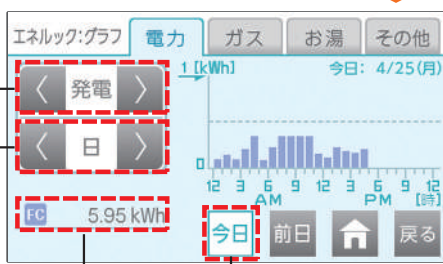 エネルック:グラフ 電力 ガス お湯 その他
1 [kWh] 今日: 4/25(月)
発電
日
0
12 3 6 9 12 3 6 9 12
AM PM [時]
FC 5.95 kWh
今日 前日 戻る